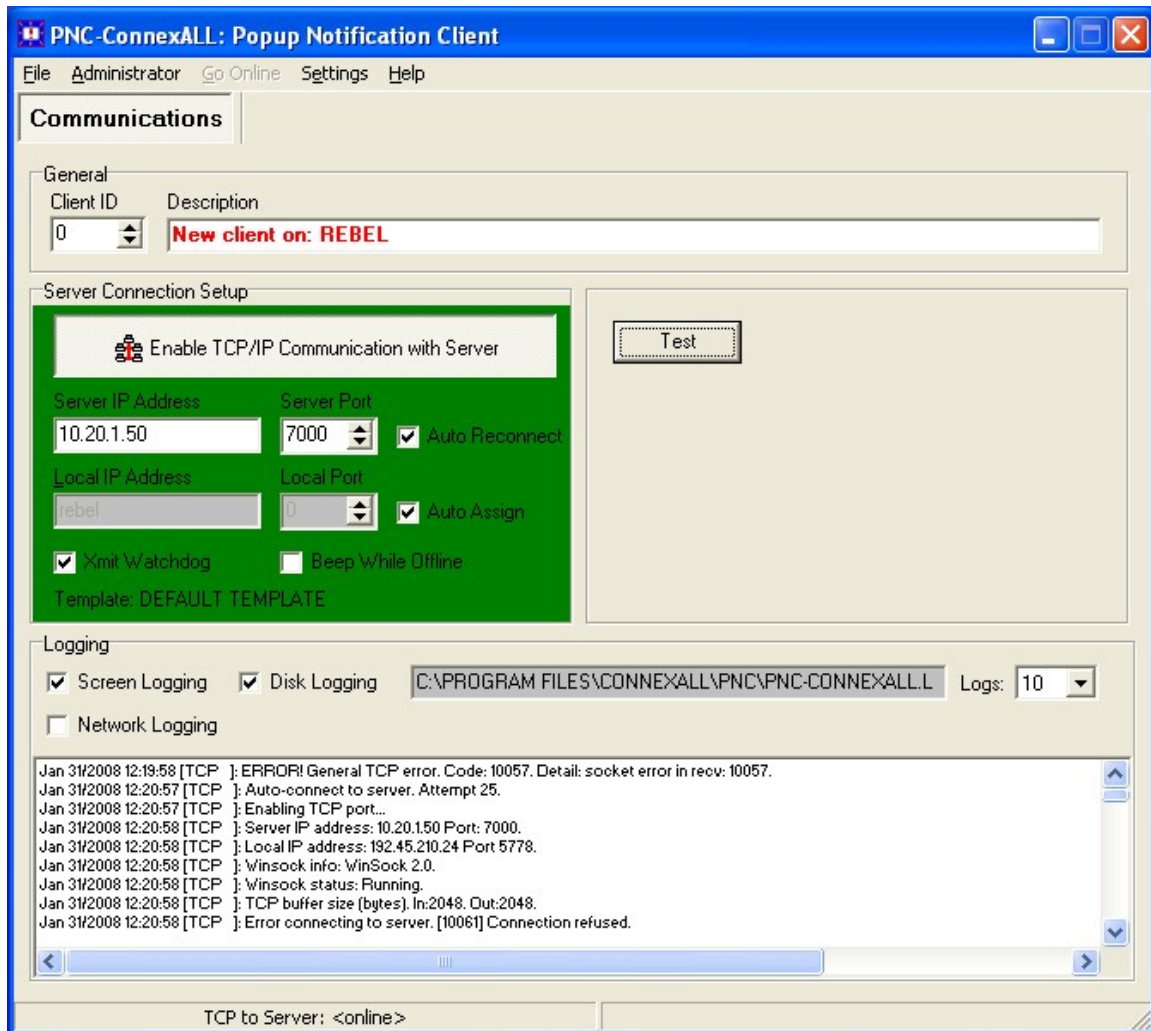 PNC-ConnexALL: Popup Notification Client
File Administrator Go Online Settings Help
Communications
General
Client ID Description
0 New client on: REBEL
Server Connection Setup
Enable TCP/IP Communication with Server
Test
Server IP Address Server Port
10.20.1.50 7000 Auto Reconnect
Local IP Address Local Port
rebel 0 Auto Assign
Xmit Watchdog Beep While Offline
Template: DEFAULT TEMPLATE
Logging
Screen Logging Disk Logging C:\PROGRAM FILES\CONNEXALL\PNC\PNC-CONNEXALL.L Logs: 10
Network Logging
Jan 31/2008 12:19:58 [TCP ]: ERROR! General TCP error. Code: 10057. Detail: socket error in recv: 10057.
Jan 31/2008 12:20:57 [TCP ]: Auto-connect to server. Attempt 25.
Jan 31/2008 12:20:57 [TCP ]: Enabling TCP port...
Jan 31/2008 12:20:58 [TCP ]: Server IP address: 10.20.1.50 Port: 7000.
Jan 31/2008 12:20:58 [TCP ]: Local IP address: 192.45.210.24 Port 5778.
Jan 31/2008 12:20:58 [TCP ]: Winsock info: WinSock 2.0.
Jan 31/2008 12:20:58 [TCP ]: Winsock status: Running.
Jan 31/2008 12:20:58 [TCP ]: TCP buffer size (bytes). In:2048. Out:2048.
Jan 31/2008 12:20:58 [TCP ]: Error connecting to server. [10061] Connection refused.
TCP to Server: <online>